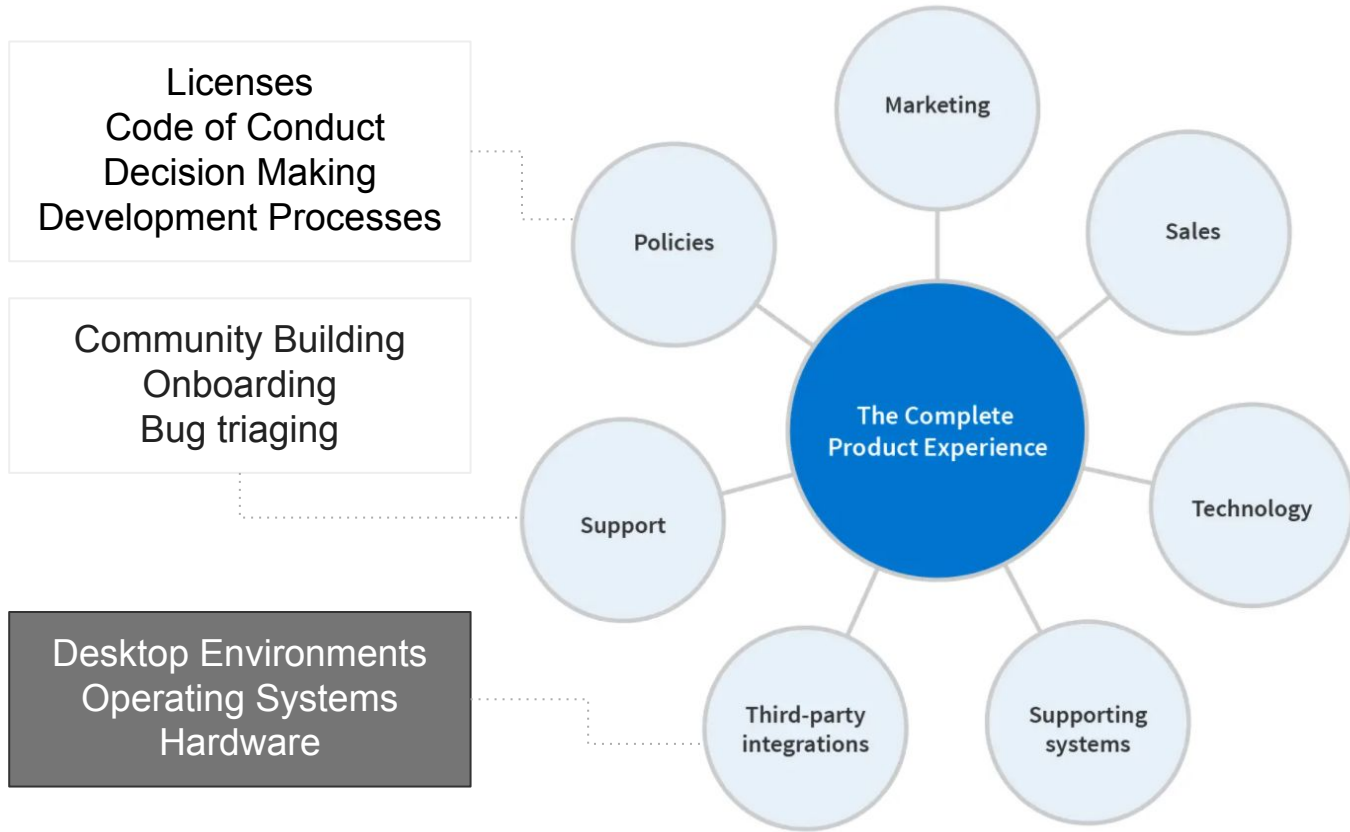 Licenses
Code of Conduct
Decision Making
Development Processes
Community Building
Onboarding
Bug triaging
Desktop Environments
Operating Systems
Hardware
Marketing
Policies
Sales
The Complete
Product Experience
Support
Technology
Third-party
integrations
Supporting
systems